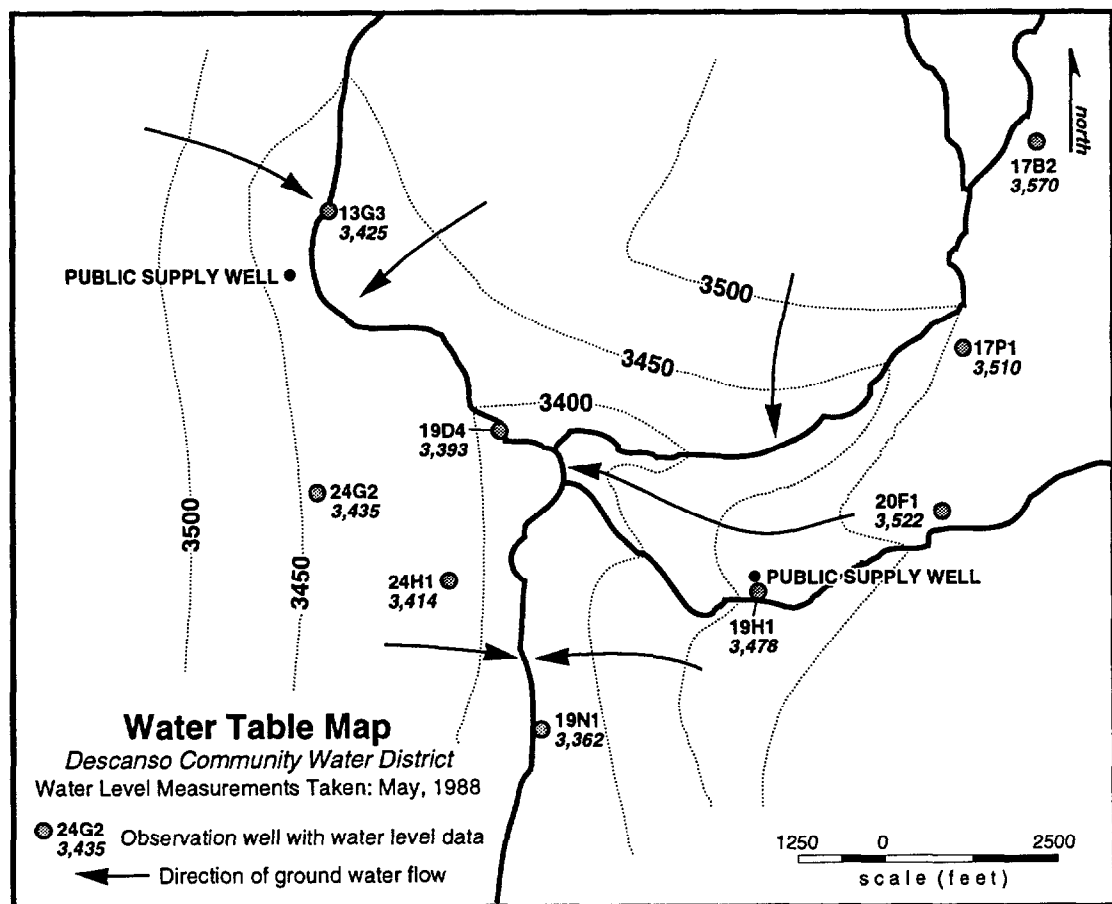 north
17B2
3,570
13G3
3,425
PUBLIC SUPPLY WELL
3500
17P1
3,510
3450
3400
19D4
3,393
24G2
3,435
20F1
3,522
3500
3450
24H1
3,414
PUBLIC SUPPLY WELL
19H1
3,478
19N1
3,362
Water Table Map
Descanso Community Water District
Water Level Measurements Taken: May, 1988
24G2
3,435
Observation well with water level data
Direction of ground water flow
1250 0 2500
scale (feet)